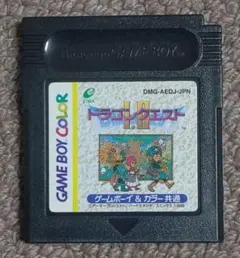 Nintendo GAME BOY
ENIX
DMG-AEDJ-JPN
ドラゴンクエスト
I・II
GAME BOY COLOR
ゲームボーイ & カラー共通